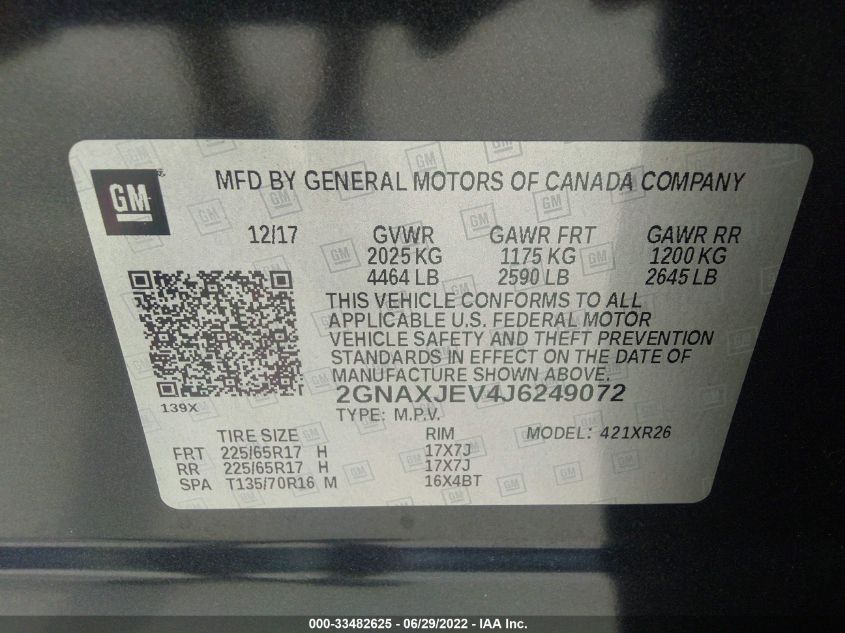 GM
MFD BY GENERAL MOTORS OF CANADA COMPANY
12/17 GVWR GAWR FRT GAWR RR
2025 KG 1175 KG 1200 KG
4464 LB 2590 LB 2645 LB
THIS VEHICLE CONFORMS TO ALL
APPLICABLE U.S. FEDERAL MOTOR
VEHICLE SAFETY AND THEFT PREVENTION
STANDARDS IN EFFECT ON THE DATE OF
MANUFACTURE SHOWN ABOVE.
2GNAXJEV4J6249072
139X
TYPE: M.P.V.
TIRE SIZE RIM MODEL: 421XR26
FRT 225/65R17 H 17X7J
RR 225/65R17 H 17X7J
SPA T135/70R16 M 16X4BT
000-33482625 - 06/29/2022 - IAA Inc.